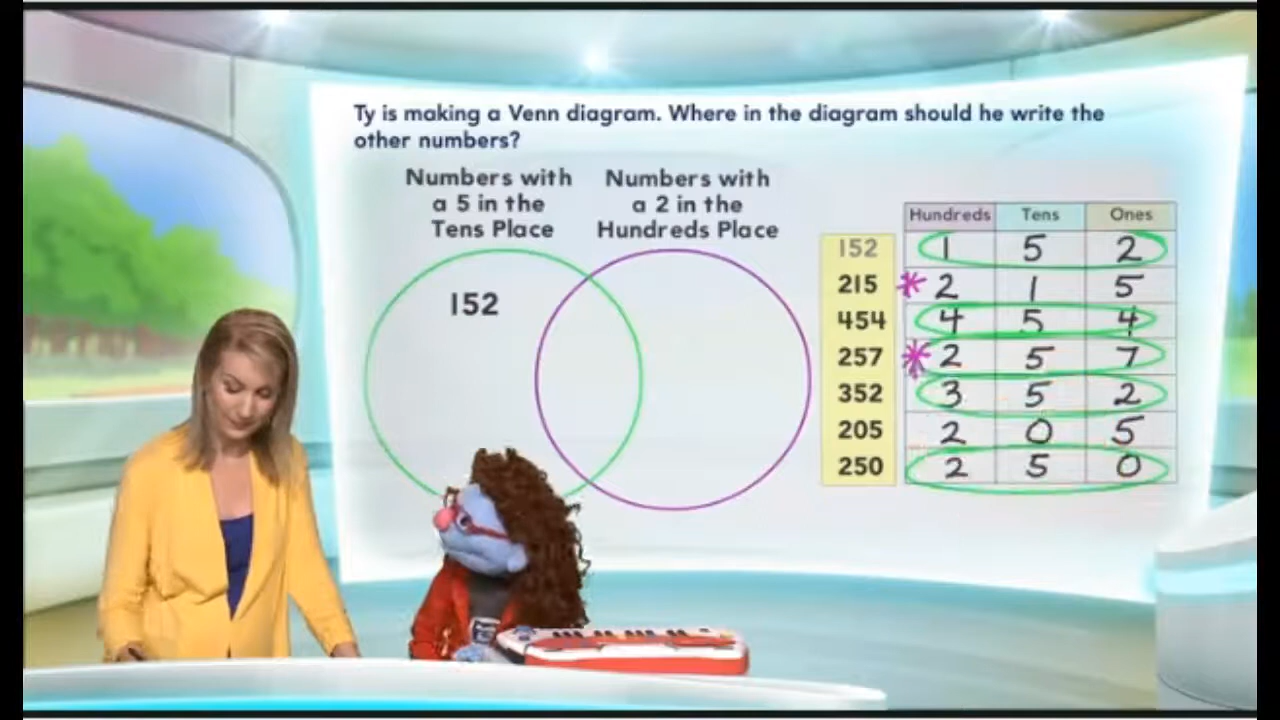 Ty is making a Venn diagram. Where in the diagram should he write the
other numbers?
Numbers with
a 5 in the
Tens Place
Numbers with
a 2 in the
Hundreds Place
152
Hundreds Tens Ones
152 1 5 2
215 * 2 1 5
454 4 5 4
257 * 2 5 7
352 3 5 2
205 2 0 5
250 2 5 0